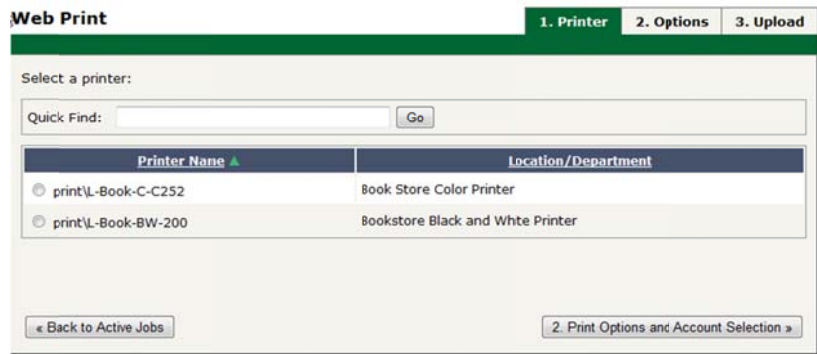 Web Print
1. Printer
2. Options
3. Upload
Select a printer:
Quick Find:
Go
Printer Name ▲ Location/Department
print\L-Book-C-C252 Book Store Color Printer
print\L-Book-BW-200 Bookstore Black and White Printer
« Back to Active Jobs
2. Print Options and Account Selection »